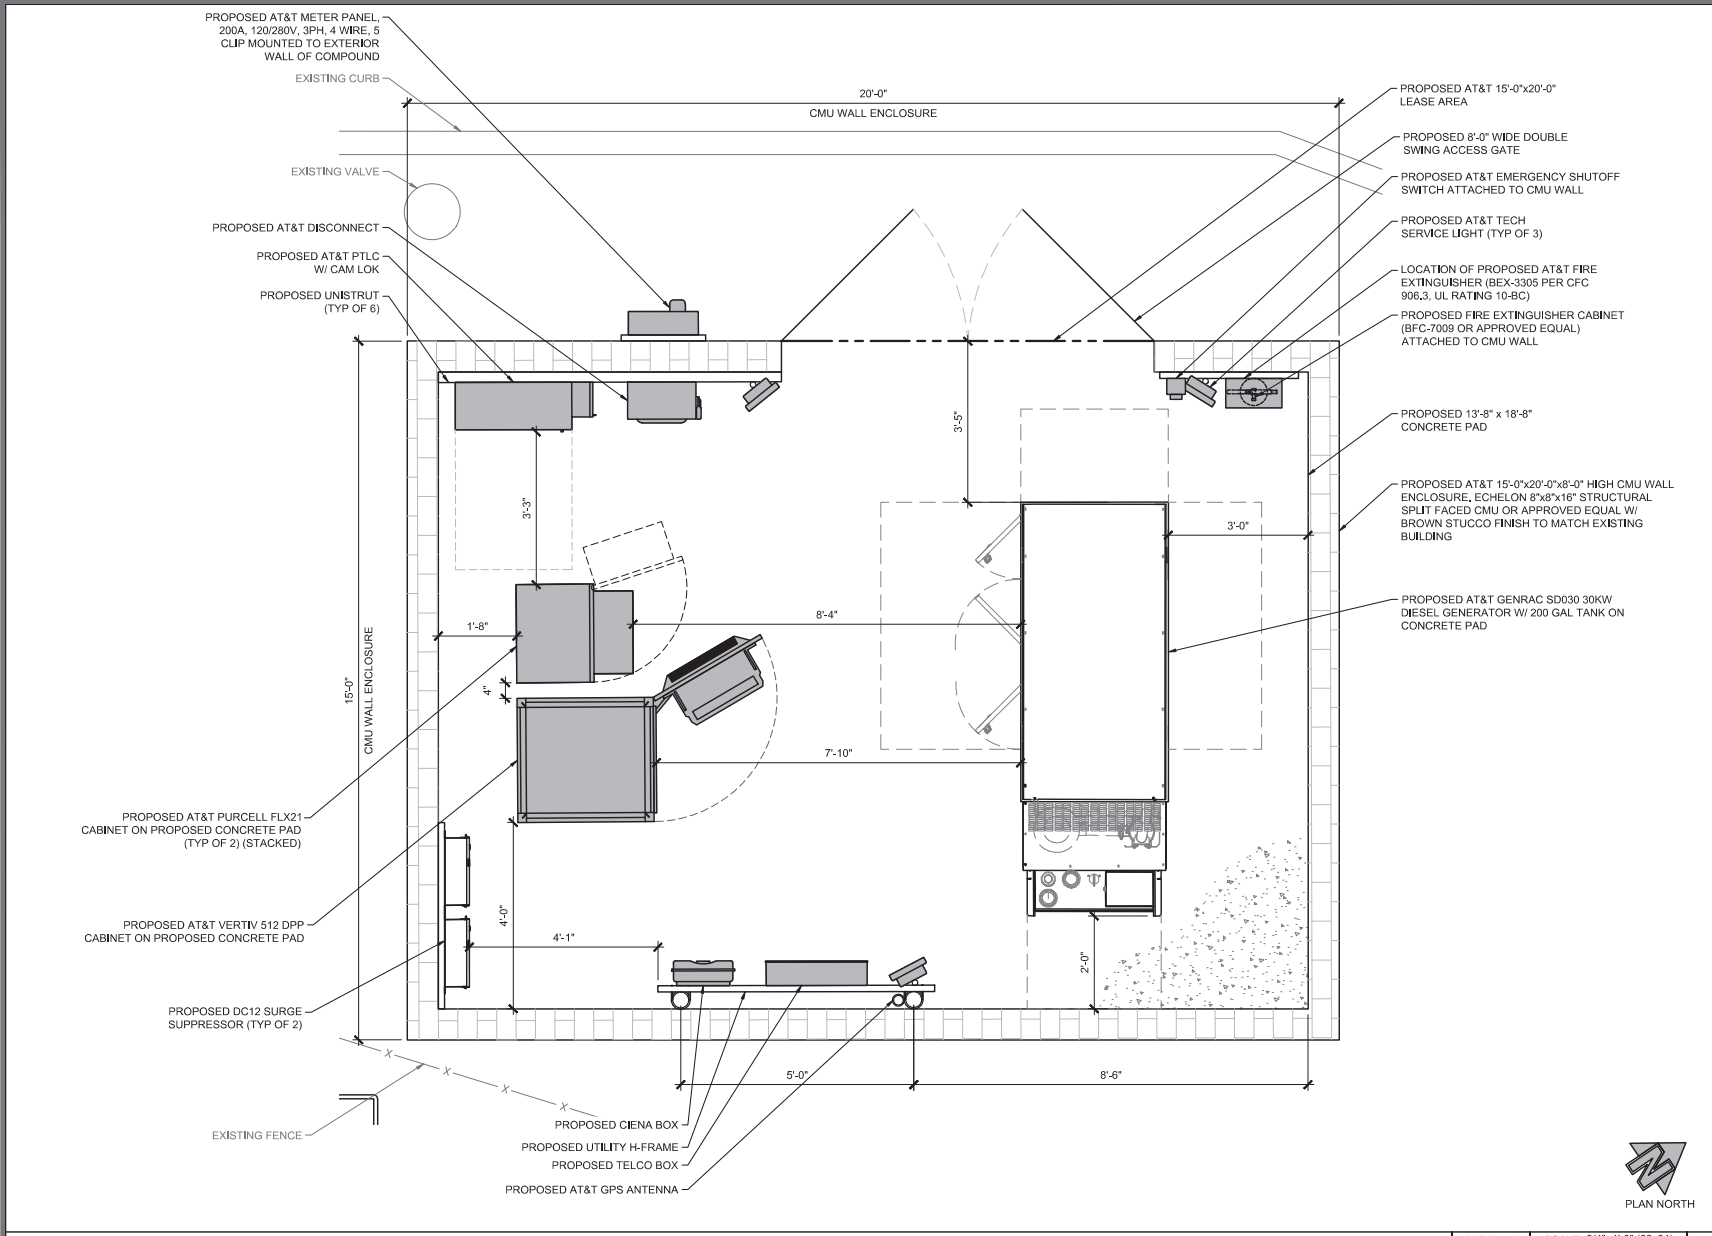 PROPOSED AT&T METER PANEL,
200A, 120/280V, 3PH, 4 WIRE, 5
CLIP MOUNTED TO EXTERIOR
WALL OF COMPOUND
EXISTING CURB
EXISTING VALVE
PROPOSED AT&T DISCONNECT
PROPOSED AT&T PTLC
W/ CAM LOK
PROPOSED UNISTRUT
(TYP OF 6)
20'-0"
CMU WALL ENCLOSURE
PROPOSED AT&T 15'-0"x20'-0"
LEASE AREA
PROPOSED 8'-0" WIDE DOUBLE
SWING ACCESS GATE
PROPOSED AT&T EMERGENCY SHUTOFF
SWITCH ATTACHED TO CMU WALL
PROPOSED AT&T TECH
SERVICE LIGHT (TYP OF 3)
LOCATION OF PROPOSED AT&T FIRE
EXTINGUISHER (BEX-3305 PER CFC
906.3, UL RATING 10-BC)
PROPOSED FIRE EXTINGUISHER CABINET
(BFC-7009 OR APPROVED EQUAL)
ATTACHED TO CMU WALL
PROPOSED 13'-8" x 18'-8"
CONCRETE PAD
PROPOSED AT&T 15'-0"x20'-0"x8'-0" HIGH CMU WALL
ENCLOSURE, ECHELON 8"x8"x16" STRUCTURAL
SPLIT FACED CMU OR APPROVED EQUAL W/
BROWN STUCCO FINISH TO MATCH EXISTING
BUILDING
PROPOSED AT&T GENRAC SD030 30KW
DIESEL GENERATOR W/ 200 GAL TANK ON
CONCRETE PAD
3'-5"
3'-3"
3'-0"
1'-8"
8'-4"
4"
15'-0"
CMU WALL ENCLOSURE
7'-10"
4'-0"
4'-1"
2'-0"
5'-0"
8'-6"
PROPOSED AT&T PURCELL FLX21
CABINET ON PROPOSED CONCRETE PAD
(TYP OF 2) (STACKED)
PROPOSED AT&T VERTIV 512 DPP
CABINET ON PROPOSED CONCRETE PAD
PROPOSED DC12 SURGE
SUPPRESSOR (TYP OF 2)
X
X
X
X
EXISTING FENCE
PROPOSED CIENA BOX
PROPOSED UTILITY H-FRAME
PROPOSED TELCO BOX
PROPOSED AT&T GPS ANTENNA
N
PLAN NORTH